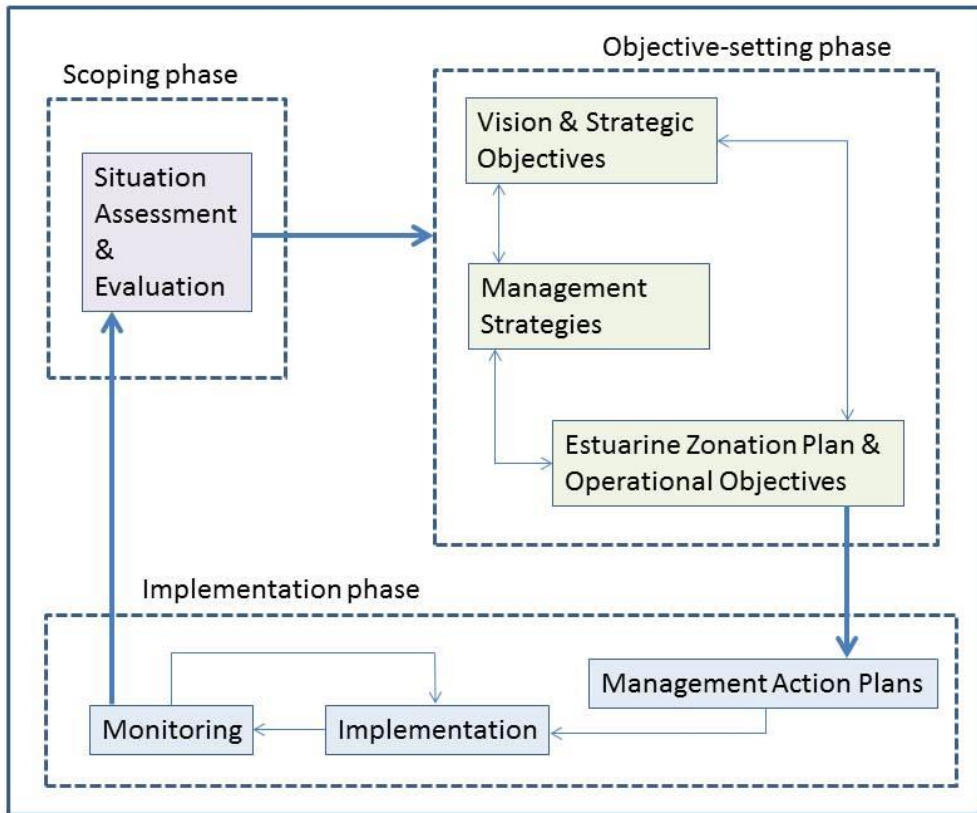 Scoping phase
Situation
Assessment
&
Evaluation
Objective-setting phase
Vision & Strategic
Objectives
Management
Strategies
Estuarine Zonation Plan &
Operational Objectives
Implementation phase
Management Action Plans
Implementation
Monitoring